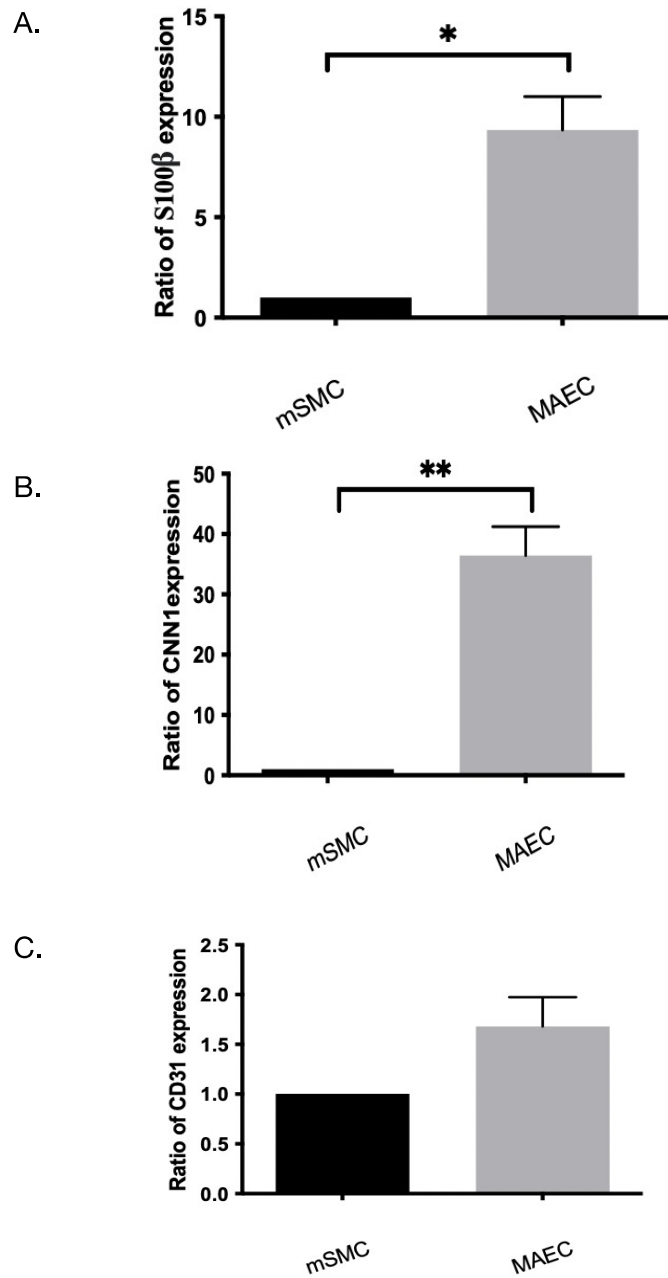 A.
Ratio of S100β expression
15
10
5
0
*
mSMC
MAEC
B.
Ratio of CNN1expression
50
40
30
20
10
0
**
mSMC
MAEC
C.
Ratio of CD31 expression
2.5
2.0
1.5
1.0
0.5
0.0
mSMC
MAEC